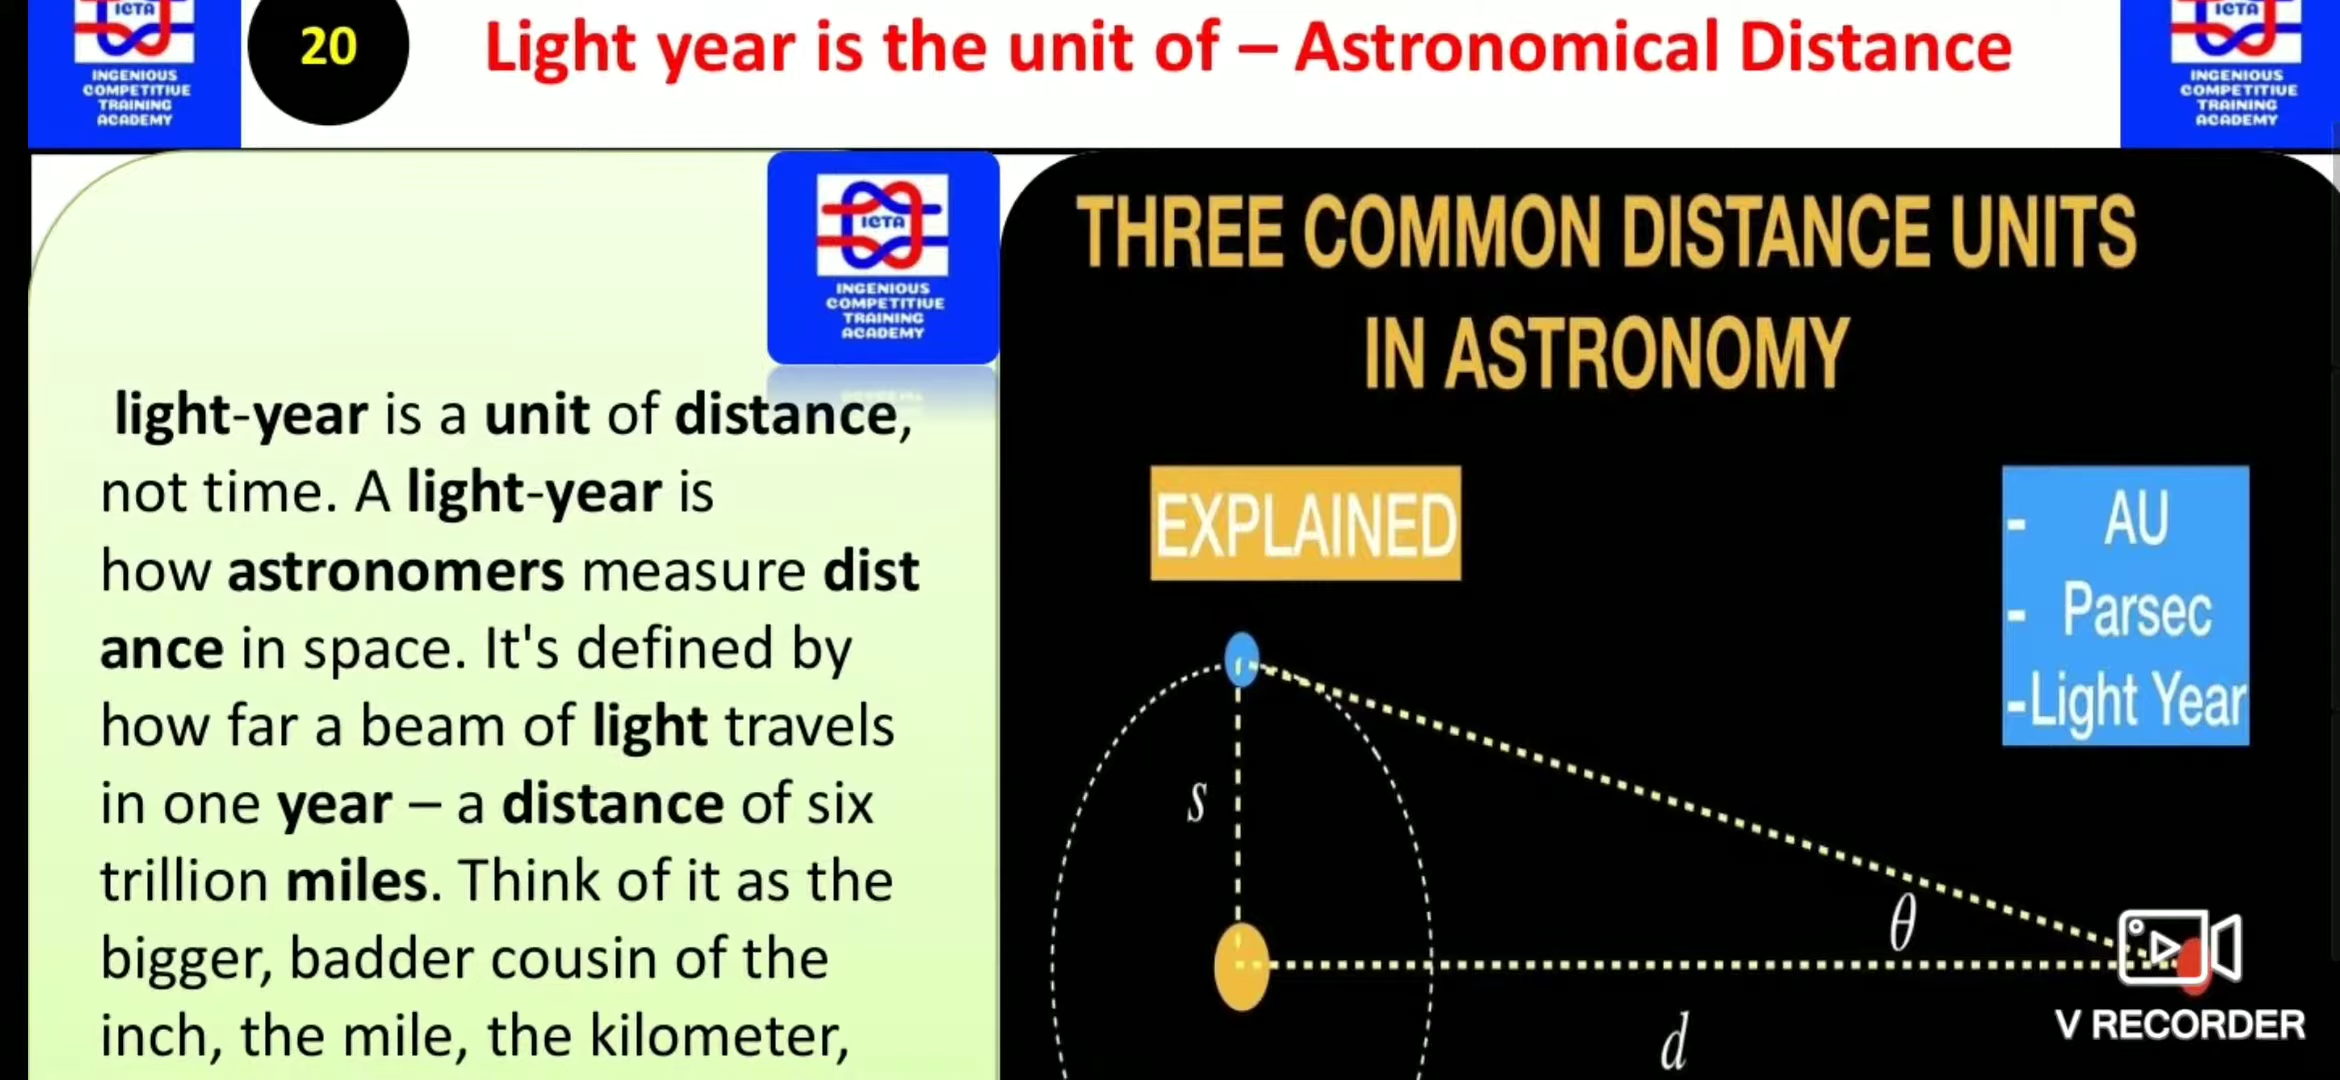 ICTA
INGENIOUS
COMPETITIVE
TRAINING
ACADEMY
20
Light year is the unit of – Astronomical Distance
ICTA
INGENIOUS
COMPETITIVE
TRAINING
ACADEMY
ICTA
INGENIOUS
COMPETITIVE
TRAINING
ACADEMY
light-year is a unit of distance,
not time. A light-year is
how astronomers measure dist
ance in space. It's defined by
how far a beam of light travels
in one year – a distance of six
trillion miles. Think of it as the
bigger, badder cousin of the
inch, the mile, the kilometer,
THREE COMMON DISTANCE UNITS
IN ASTRONOMY
EXPLAINED
- AU
- Parsec
-Light Year
s
θ
d
V RECORDER